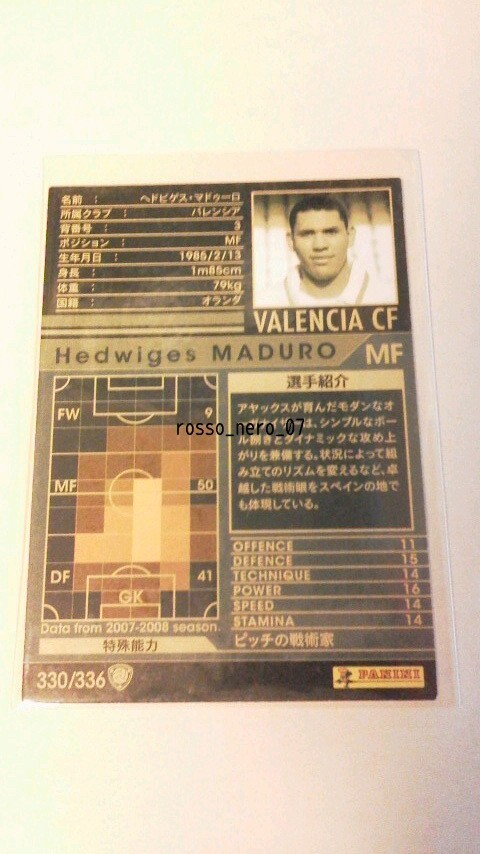 名前 : ヘドビゲス・マドゥーロ
所属クラブ : バレンシア
背番号 : 3
ポジション : MF
生年月日 : 1985/2/13
身長 : 1m85cm
体重 : 79kg
国籍 : オランダ
VALENCIA CF
Hedwiges MADURO MF
FW 9
MF 50
DF 41
GK
Data from 2007-2008 season.
特殊能力
選手紹介
アヤックスが育んだモダンなオ
は、シンプルなボー
ル捌きとダイナミックな攻め上
がりを兼備する。状況によって組
み立てのリズムを変えるなど、卓
越した戦術眼をスペインの地で
も体現している。
rosso_nero_07
OFFENCE 11
DEFENCE 15
TECHNIQUE 14
POWER 16
SPEED 14
STAMINA 14
ピッチの戦術家
330/336
PANINI